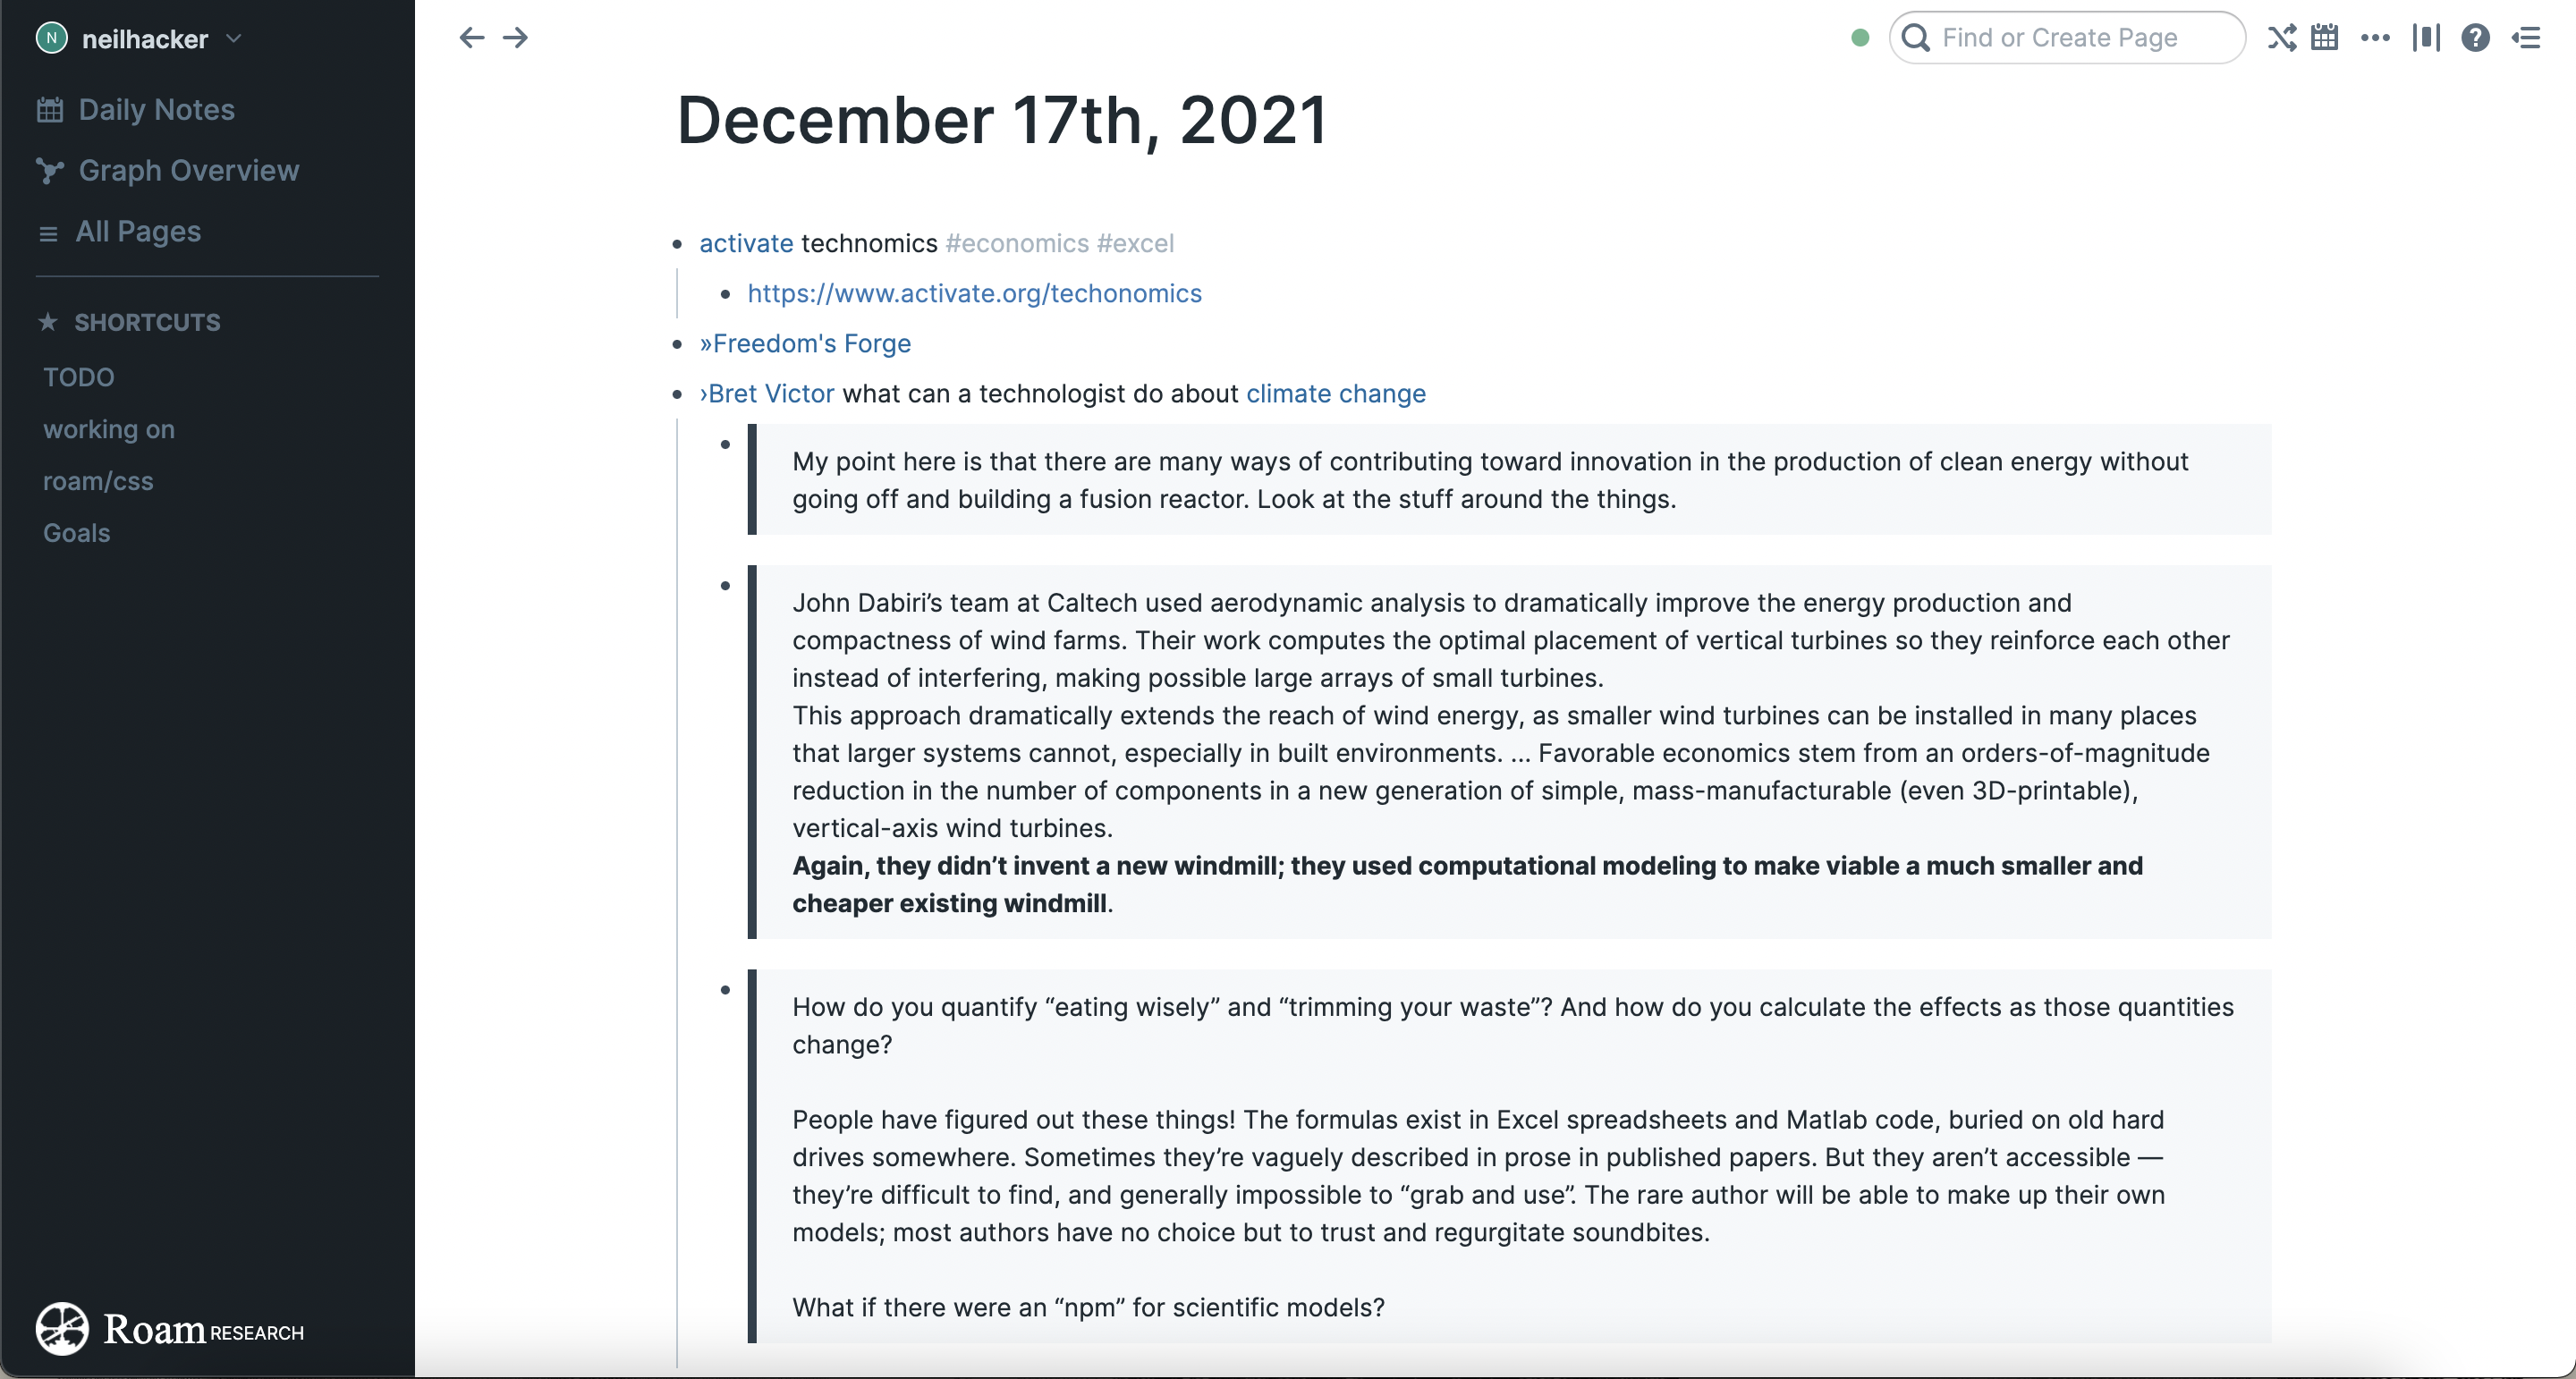 N neilhacker
Daily Notes
Graph Overview
All Pages
★ SHORTCUTS
TODO
working on
roam/css
Goals
Roam RESEARCH
Find or Create Page
?
December 17th, 2021
activate technomics #economics #excel
https://www.activate.org/techonomics
»Freedom's Forge
›Bret Victor what can a technologist do about climate change
My point here is that there are many ways of contributing toward innovation in the production of clean energy without
going off and building a fusion reactor. Look at the stuff around the things.
John Dabiri’s team at Caltech used aerodynamic analysis to dramatically improve the energy production and
compactness of wind farms. Their work computes the optimal placement of vertical turbines so they reinforce each other
instead of interfering, making possible large arrays of small turbines.
This approach dramatically extends the reach of wind energy, as smaller wind turbines can be installed in many places
that larger systems cannot, especially in built environments. ... Favorable economics stem from an orders-of-magnitude
reduction in the number of components in a new generation of simple, mass-manufacturable (even 3D-printable),
vertical-axis wind turbines.
Again, they didn’t invent a new windmill; they used computational modeling to make viable a much smaller and
cheaper existing windmill.
How do you quantify “eating wisely” and “trimming your waste”? And how do you calculate the effects as those quantities
change?
People have figured out these things! The formulas exist in Excel spreadsheets and Matlab code, buried on old hard
drives somewhere. Sometimes they’re vaguely described in prose in published papers. But they aren’t accessible —
they’re difficult to find, and generally impossible to “grab and use”. The rare author will be able to make up their own
models; most authors have no choice but to trust and regurgitate soundbites.
What if there were an “npm” for scientific models?